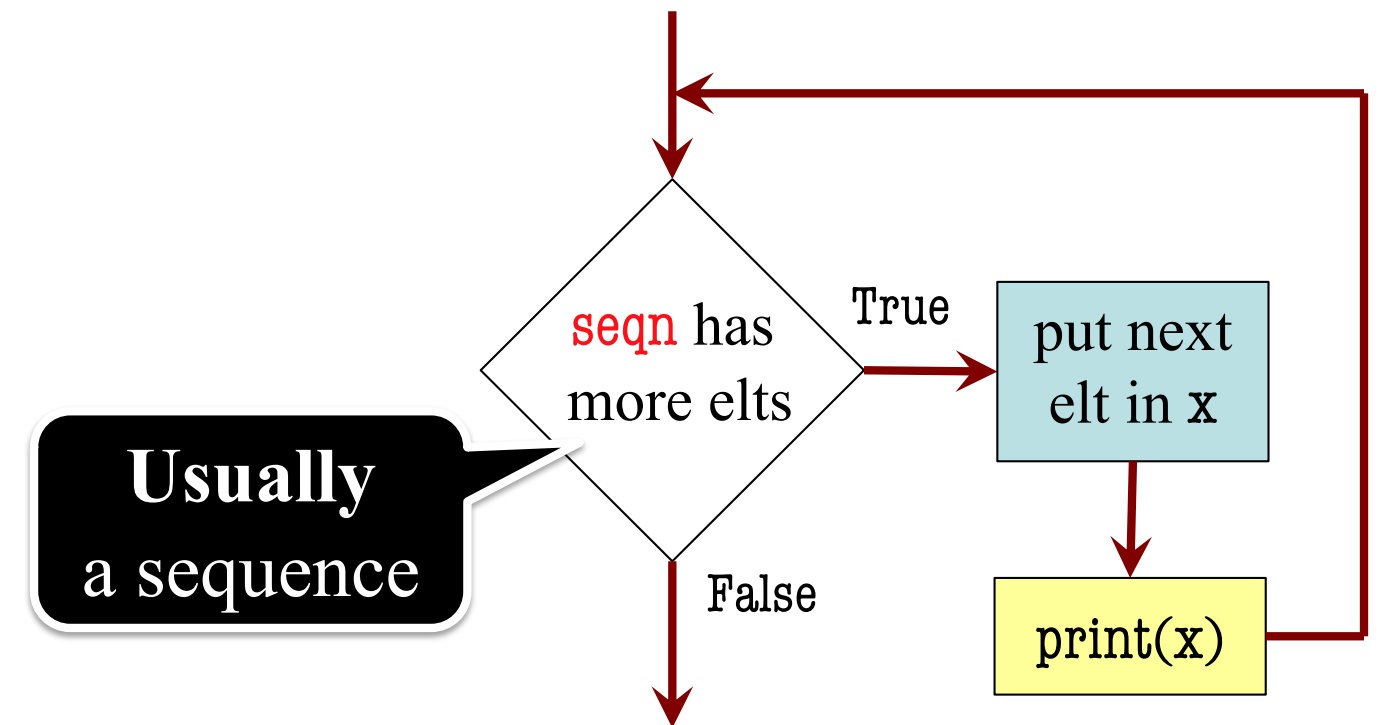 seqn has
more elts
True
put next
elt in x
Usually
a sequence
False
print(x)